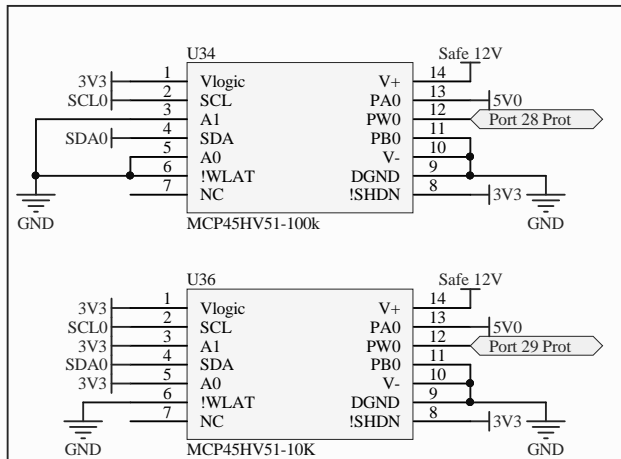 U34
Safe 12V
3V3 1 Vlogic V+ 14
SCL0 2 SCL PA0 13 5V0
3 A1 PW0 12 Port 28 Prot
SDA0 4 SDA PB0 11
5 A0 V- 10
6 !WLAT DGND 9
7 NC !SHDN 8 3V3
GND GND
MCP45HV51-100k
U36
Safe 12V
3V3 1 Vlogic V+ 14
SCL0 2 SCL PA0 13 5V0
3V3 3 A1 PW0 12 Port 29 Prot
SDA0 4 SDA PB0 11
3V3 5 A0 V- 10
6 !WLAT DGND 9
7 NC !SHDN 8 3V3
GND GND
MCP45HV51-10K